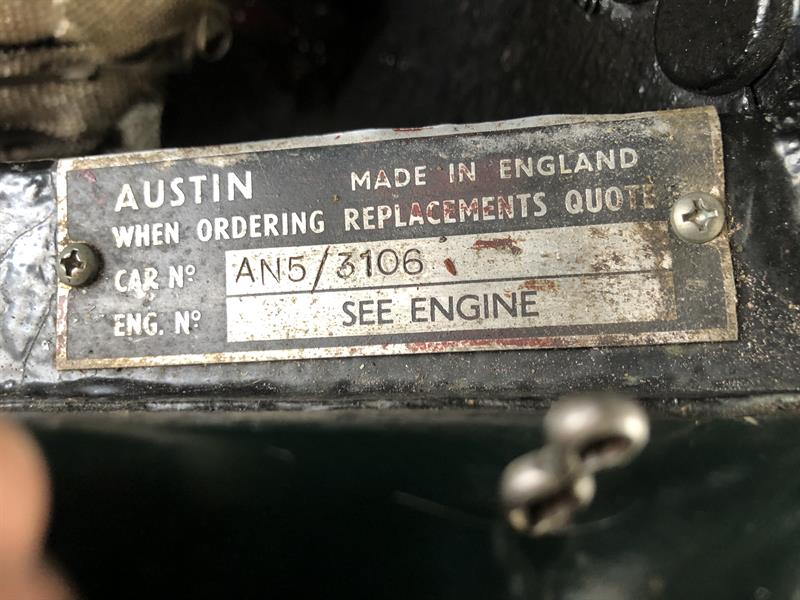 AUSTIN MADE IN ENGLAND
WHEN ORDERING REPLACEMENTS QUOTE
CAR Nº AN5/3106
ENG. Nº SEE ENGINE